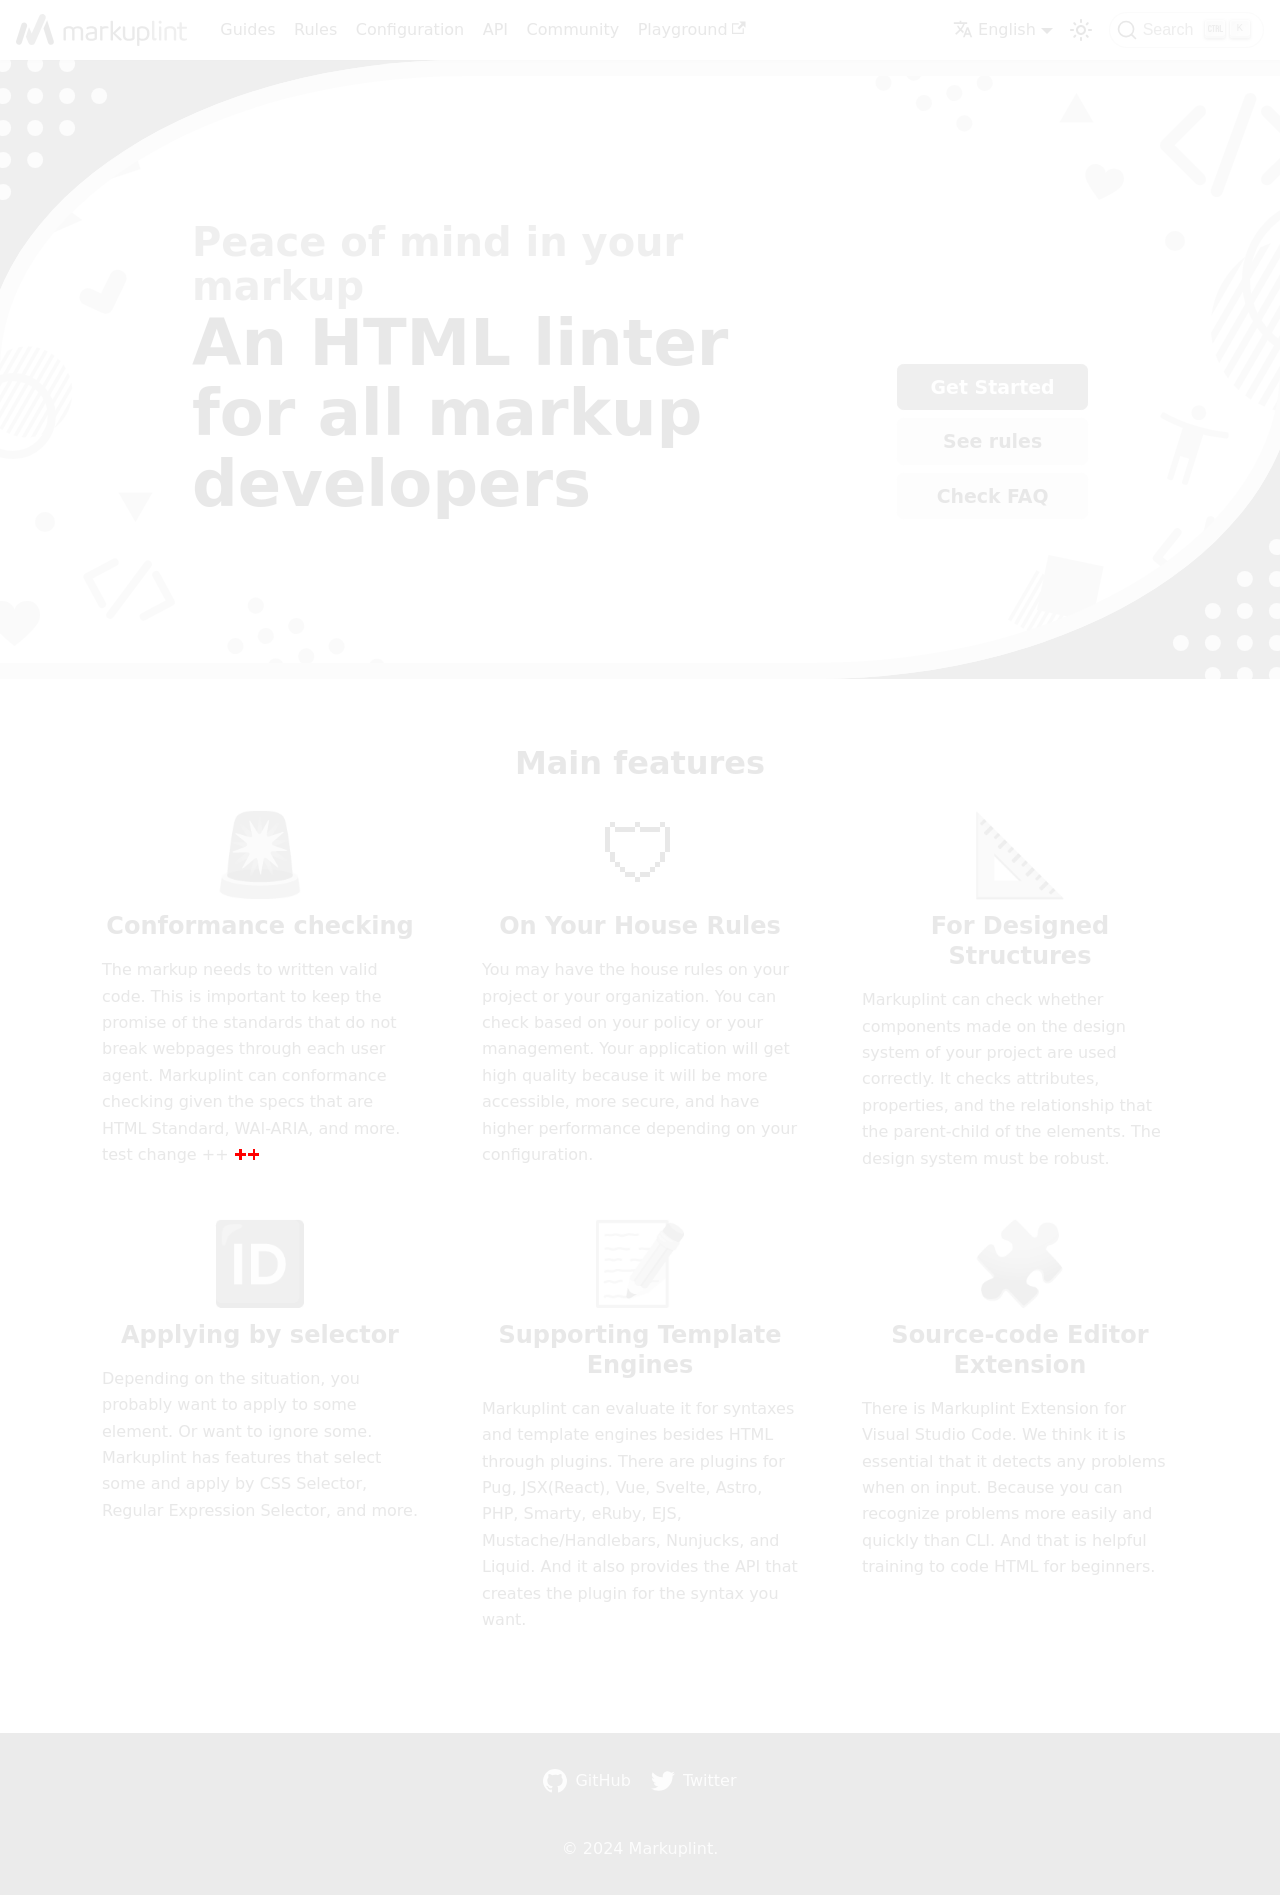 markuplint Guides Rules Configuration API Community Playground English Search CTRL K
Peace of mind in your
markup
An HTML linter
for all markup
developers
Get Started
See rules
Check FAQ
Main features
Conformance checking
The markup needs to written valid
code. This is important to keep the
promise of the standards that do not
break webpages through each user
agent. Markuplint can conformance
checking given the specs that are
HTML Standard, WAI-ARIA, and more.
test change ++ ++
On Your House Rules
You may have the house rules on your
project or your organization. You can
check based on your policy or your
management. Your application will get
high quality because it will be more
accessible, more secure, and have
higher performance depending on your
configuration.
For Designed
Structures
Markuplint can check whether
components made on the design
system of your project are used
correctly. It checks attributes,
properties, and the relationship that
the parent-child of the elements. The
design system must be robust.
ID
Applying by selector
Depending on the situation, you
probably want to apply to some
element. Or want to ignore some.
Markuplint has features that select
some and apply by CSS Selector,
Regular Expression Selector, and more.
Supporting Template
Engines
Markuplint can evaluate it for syntaxes
and template engines besides HTML
through plugins. There are plugins for
Pug, JSX(React), Vue, Svelte, Astro,
PHP, Smarty, eRuby, EJS,
Mustache/Handlebars, Nunjucks, and
Liquid. And it also provides the API that
creates the plugin for the syntax you
want.
Source-code Editor
Extension
There is Markuplint Extension for
Visual Studio Code. We think it is
essential that it detects any problems
when on input. Because you can
recognize problems more easily and
quickly than CLI. And that is helpful
training to code HTML for beginners.
GitHub Twitter
© 2024 Markuplint.